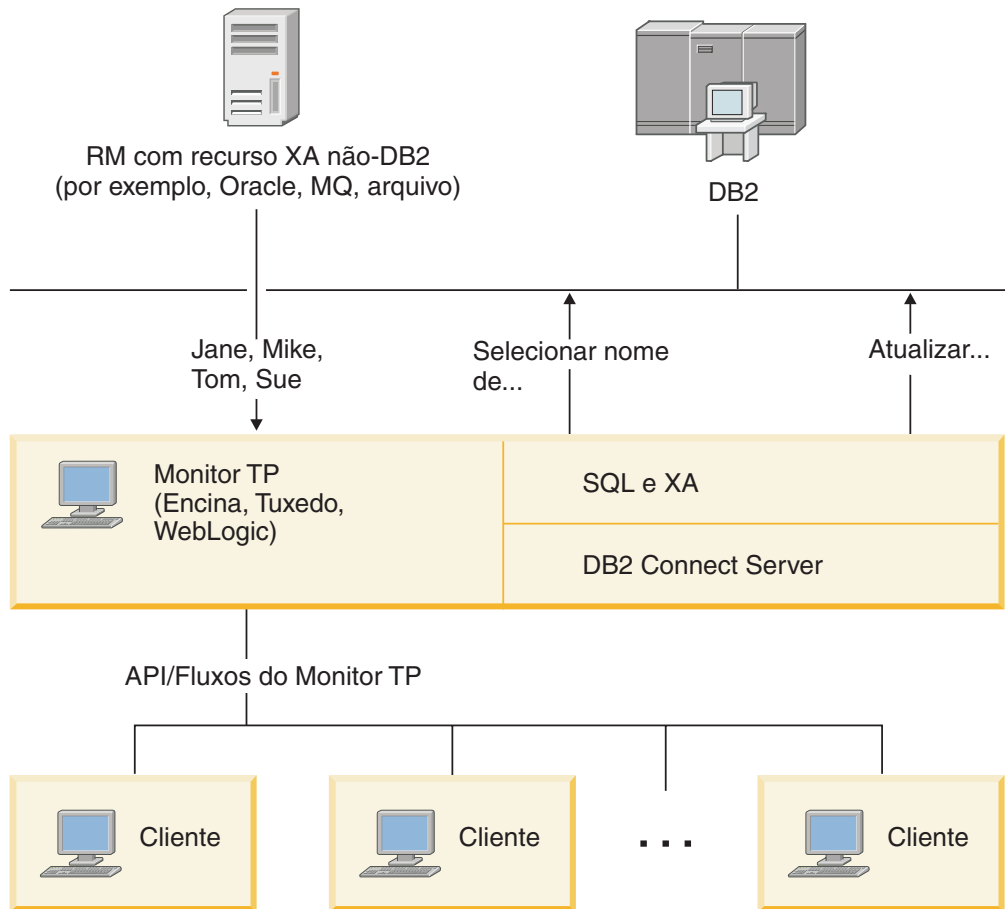 RM com recurso XA não-DB2
(por exemplo, Oracle, MQ, arquivo)
DB2
Jane, Mike,
Tom, Sue
Selecionar nome
de...
Atualizar...
Monitor TP
(Encina, Tuxedo,
WebLogic)
SQL e XA
DB2 Connect Server
API/Fluxos do Monitor TP
Cliente
Cliente
. . .
Cliente